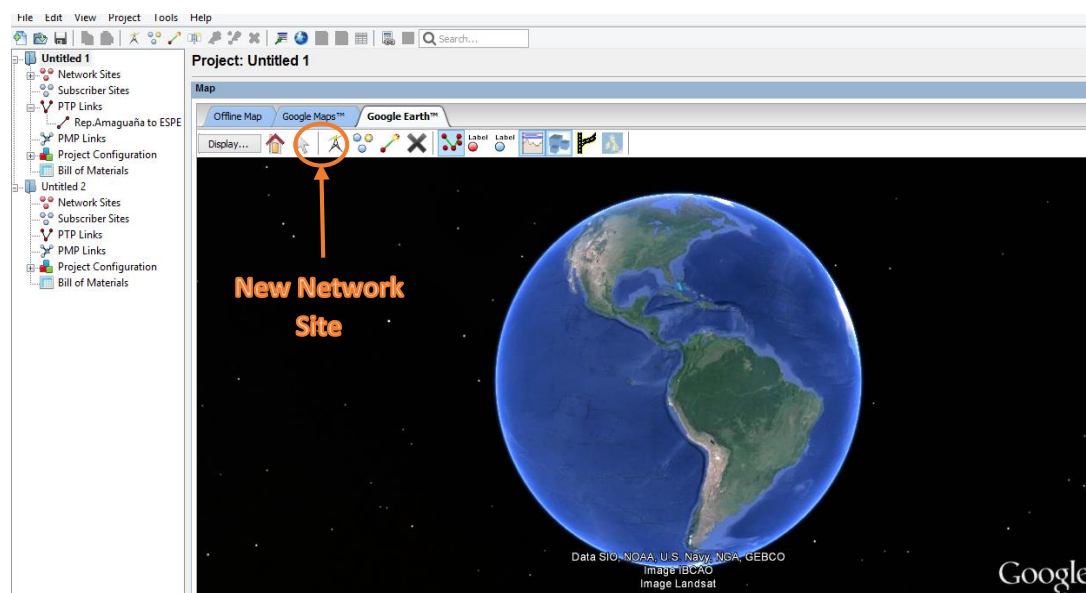 File Edit View Project Tools Help
Search...
Untitled 1
Network Sites
Subscriber Sites
PTP Links
Rep.Amaguaña to ESPE
PMP Links
Project Configuration
Bill of Materials
Untitled 2
Network Sites
Subscriber Sites
PTP Links
PMP Links
Project Configuration
Bill of Materials
Project: Untitled 1
Map
Offline Map Google Maps™ Google Earth™
Display... Label Label
New Network
Site
Data SIO, NOAA, U.S. Navy, NGA, GEBCO
Image IBCAO
Image Landsat
Google